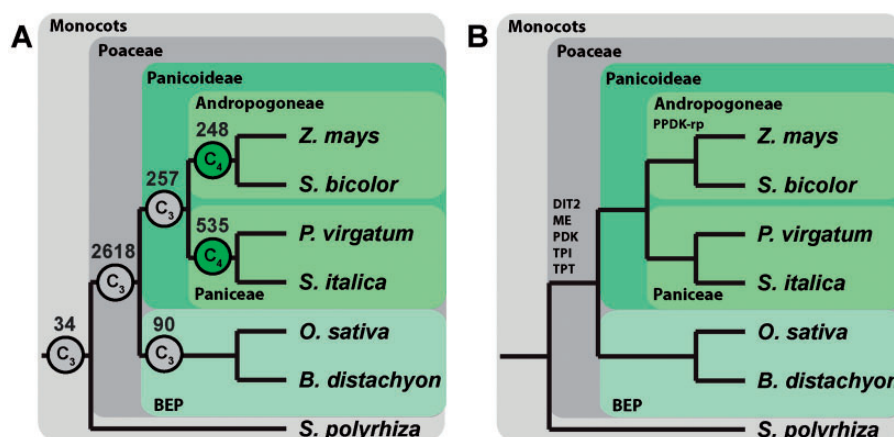 A
Monocots
Poaceae
Panicoideae
Andropogoneae
248
C4
Z. mays
S. bicolor
257
C3
535
C4
P. virgatum
S. italica
Paniceae
2618
C3
34
C3
90
C3
O. sativa
B. distachyon
BEP
S. polyrhiza
B
Monocots
Poaceae
Panicoideae
Andropogoneae
PPDK-rp
Z. mays
S. bicolor
DIT2
ME
PDK
TPI
TPT
P. virgatum
S. italica
Paniceae
O. sativa
B. distachyon
BEP
S. polyrhiza